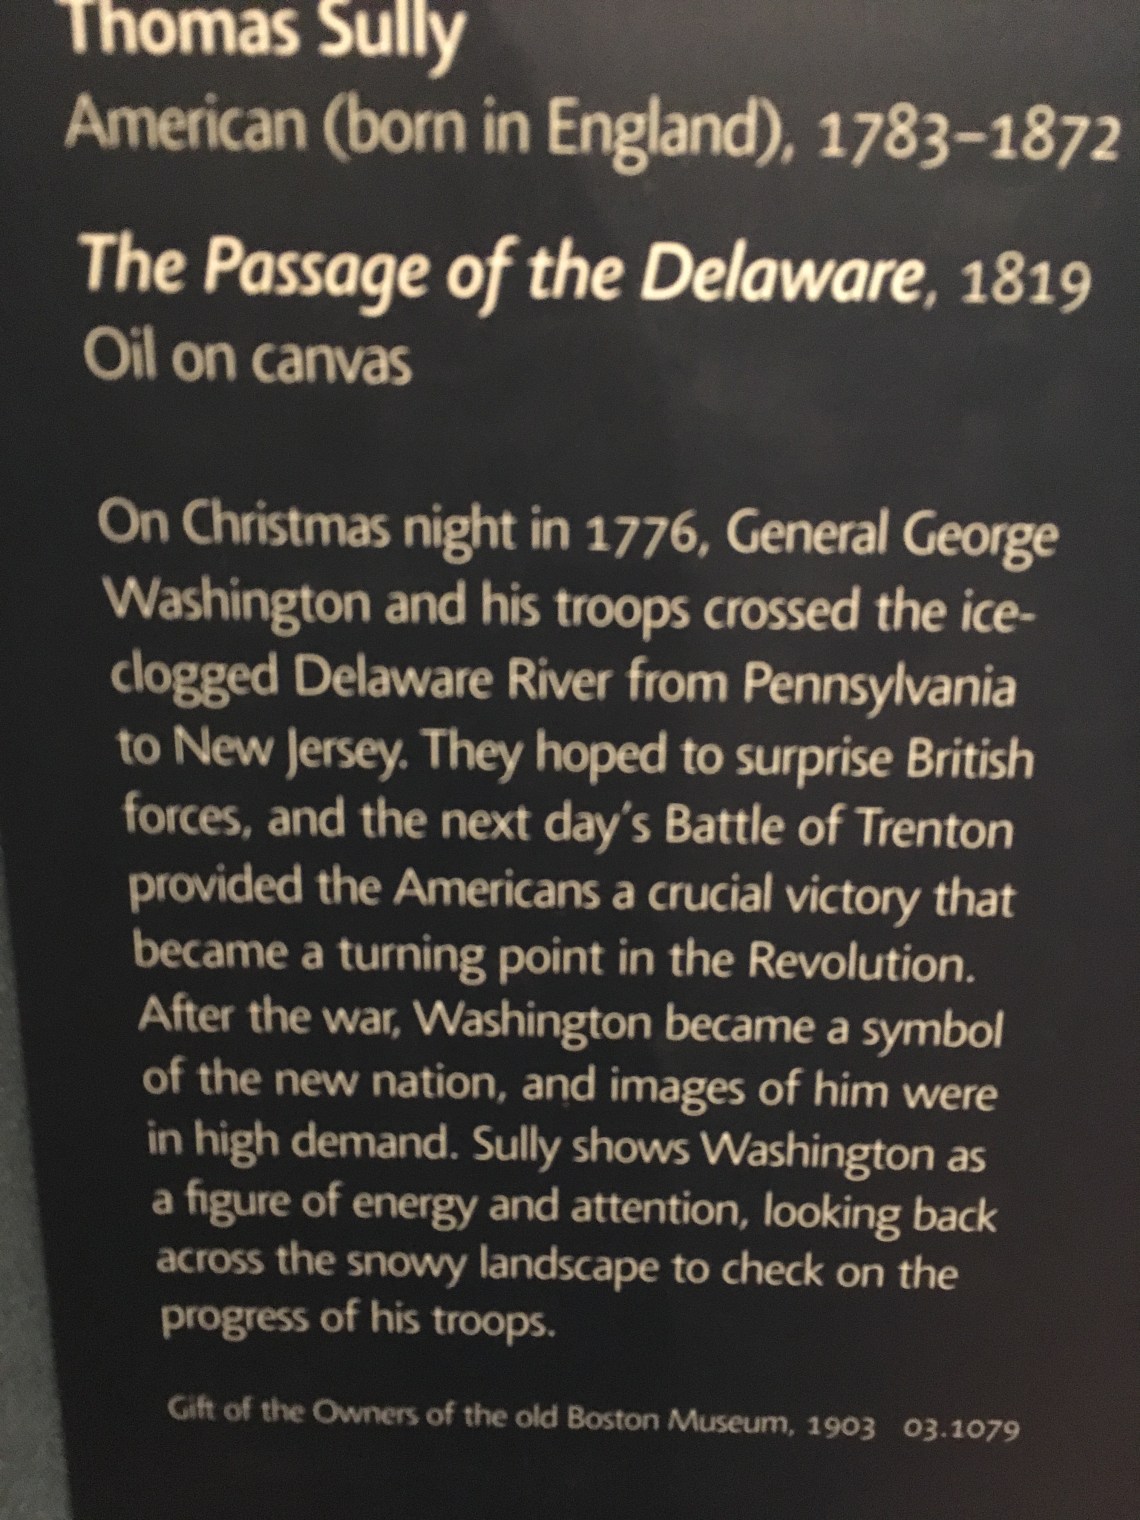 Thomas Sully
American (born in England), 1783–1872
The Passage of the Delaware, 1819
Oil on canvas
On Christmas night in 1776, General George
Washington and his troops crossed the ice-
clogged Delaware River from Pennsylvania
to New Jersey. They hoped to surprise British
forces, and the next day's Battle of Trenton
provided the Americans a crucial victory that
became a turning point in the Revolution.
After the war, Washington became a symbol
of the new nation, and images of him were
in high demand. Sully shows Washington as
a figure of energy and attention, looking back
across the snowy landscape to check on the
progress of his troops.
Gift of the Owners of the old Boston Museum, 1903 03.1079